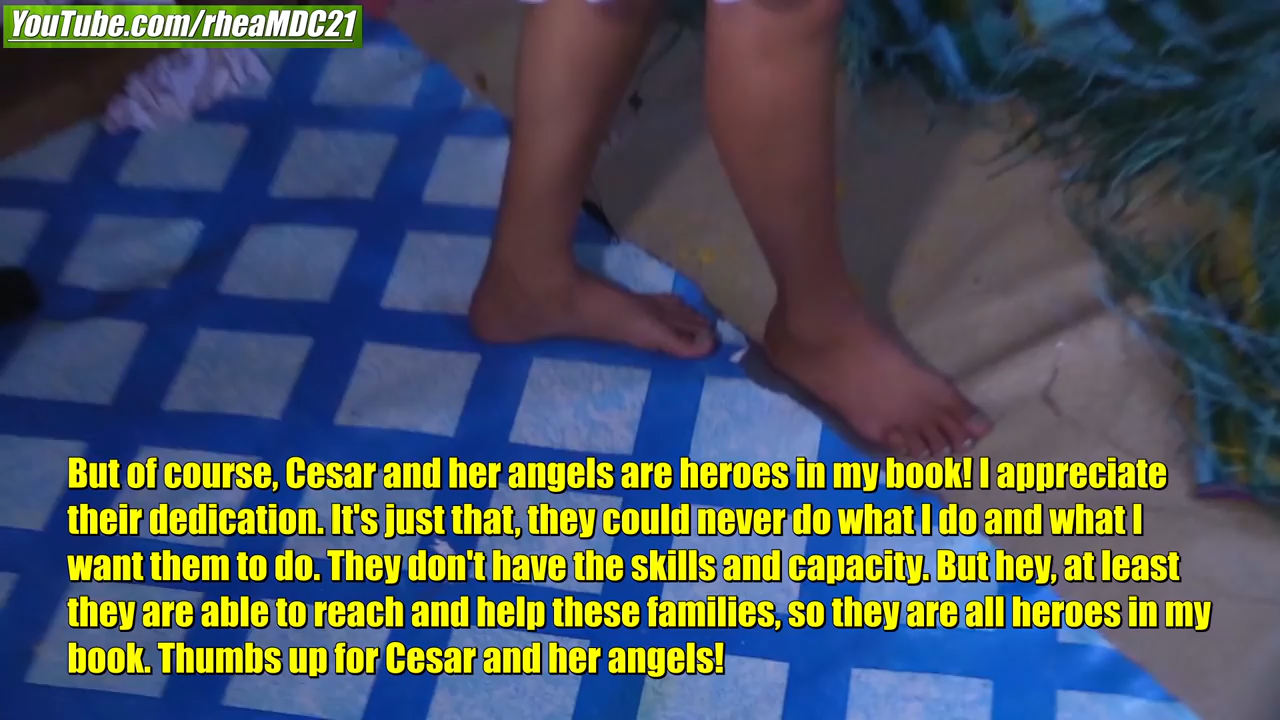 YouTube.com/rheaMDC21
But of course, Cesar and her angels are heroes in my book! I appreciate
their dedication. It's just that, they could never do what I do and what I
want them to do. They don't have the skills and capacity. But hey, at least
they are able to reach and help these families, so they are all heroes in my
book. Thumbs up for Cesar and her angels!